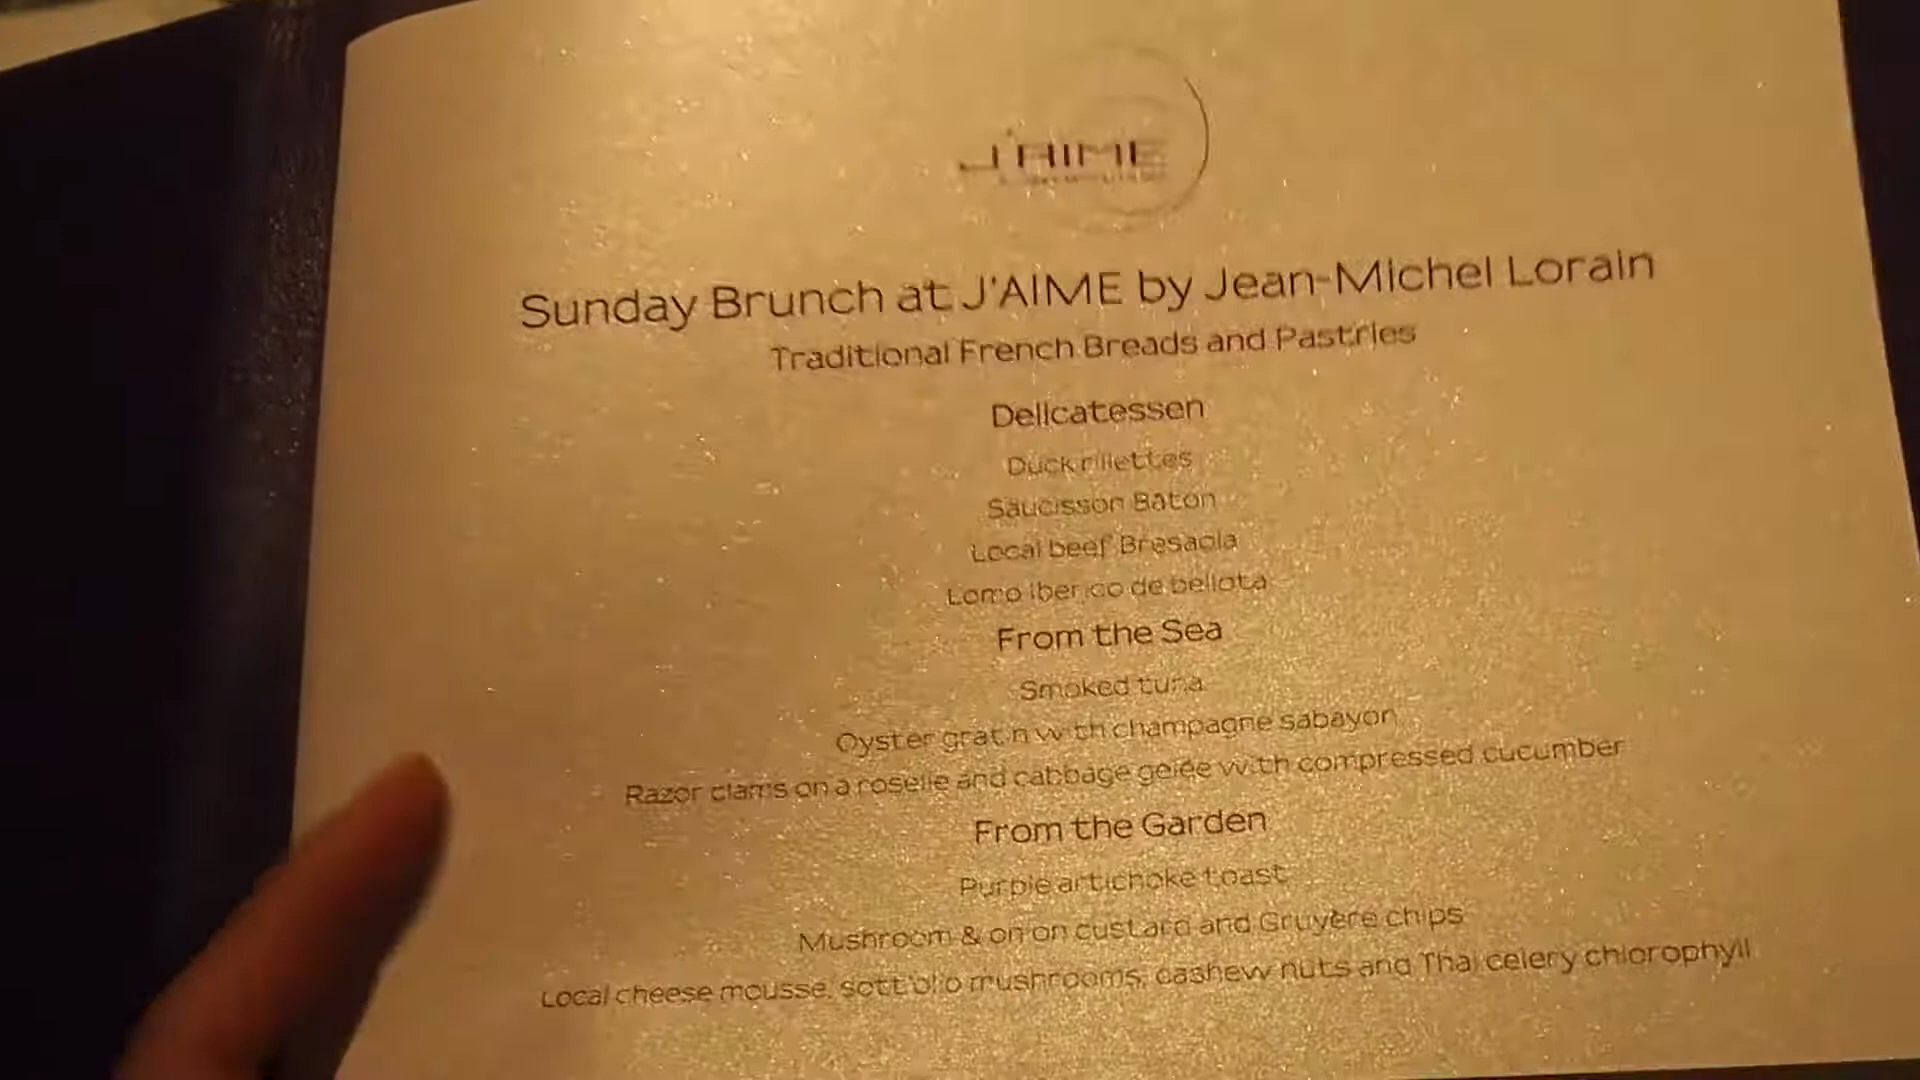 J'AIME
Sunday Brunch at J'AIME by Jean-Michel Lorain
Traditional French Breads and Pastries
Delicatessen
Duck rillettes
Saucisson Bâton
Local beef Bresaola
Lomo Iberico de bellota
From the Sea
Smoked tuna
Oyster gratin with champagne sabayon
Razor clams on a roselle and cabbage gelée with compressed cucumber
From the Garden
Purple artichoke toast
Mushroom & onion custard and Gruyère chips
Local cheese mousse, sott'olio mushrooms, cashew nuts and Thai celery chlorophyll